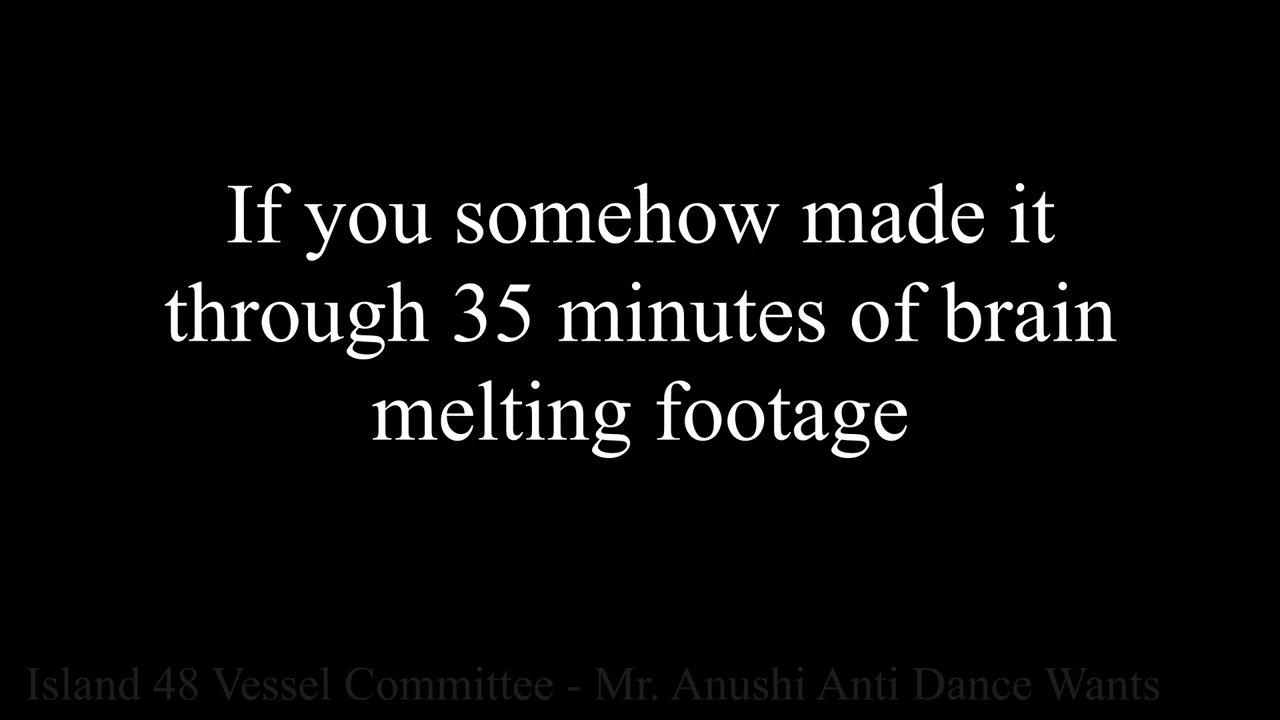 If you somehow made it
through 35 minutes of brain
melting footage
Island 48 Vessel Committee - Mr. Anushi Anti Dance Wants